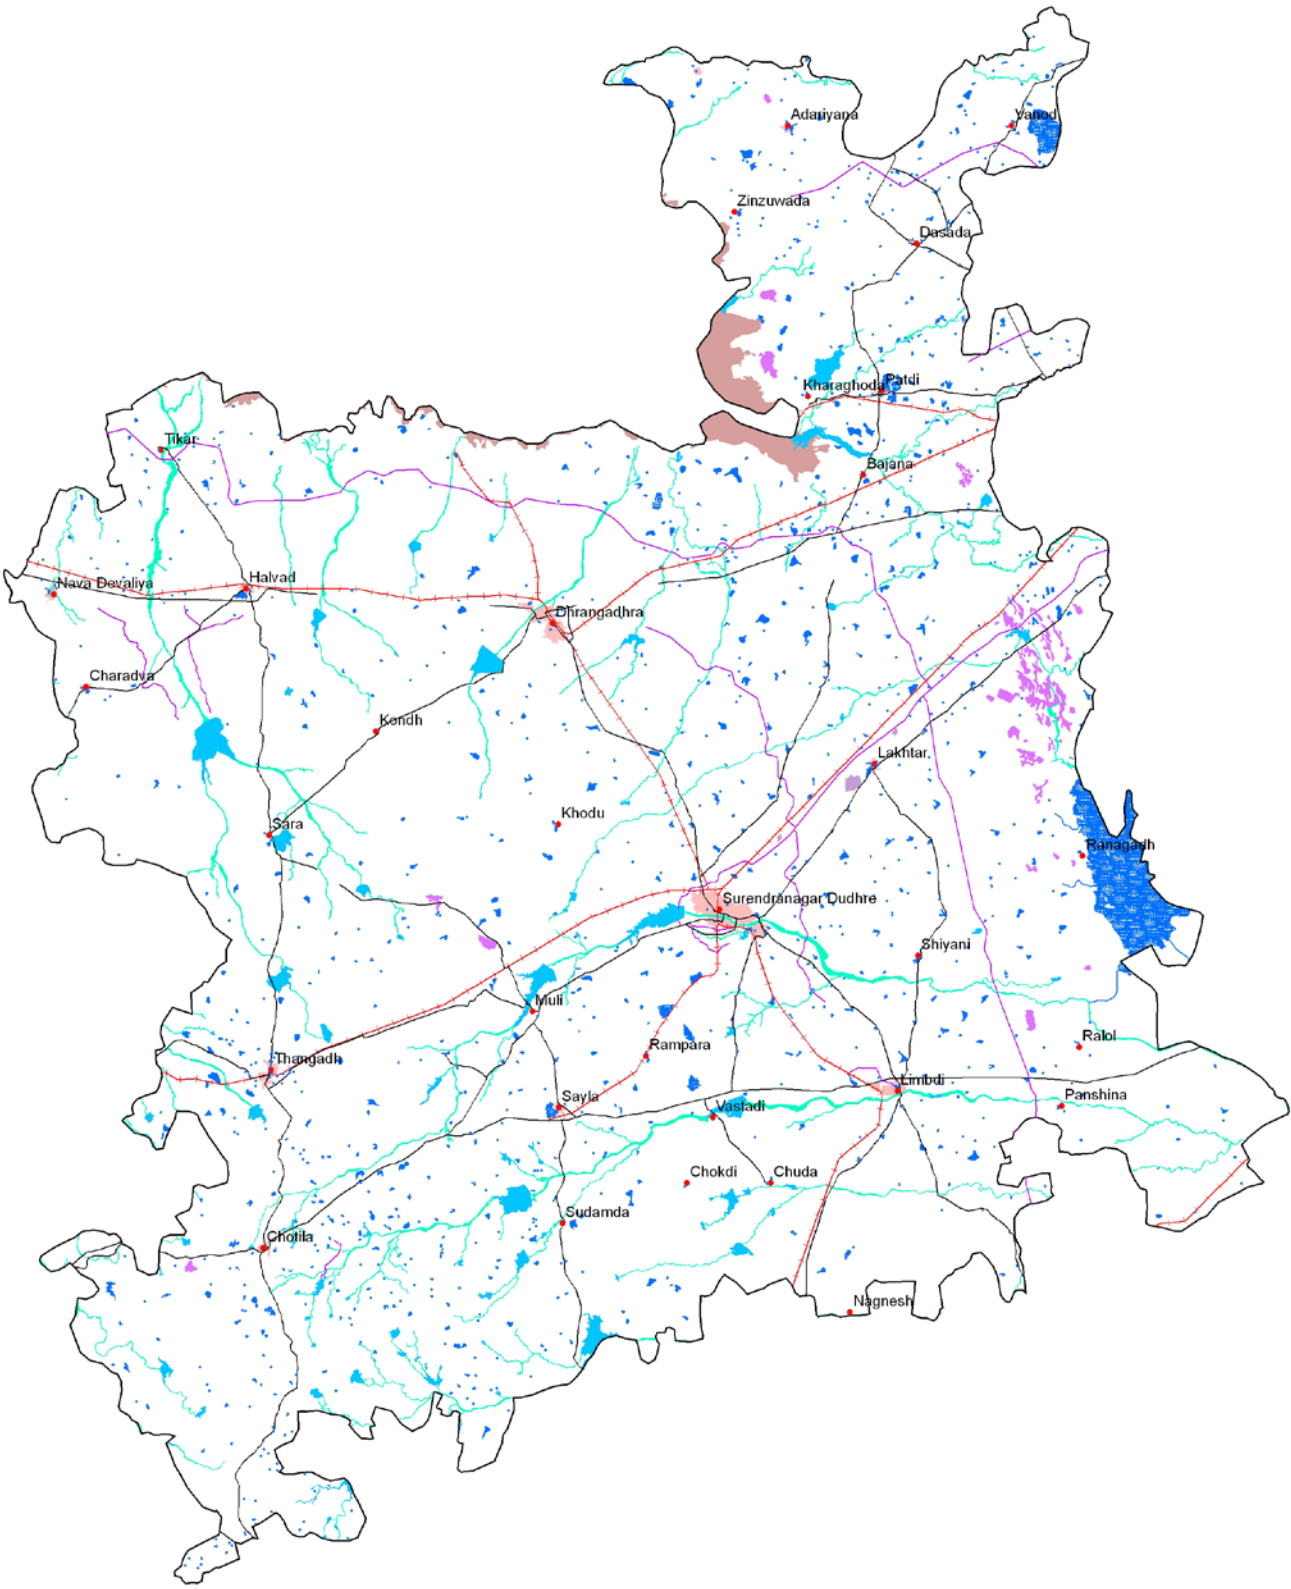 Adariyana
Vanod
Zinzuwada
Dasada
Kharaghoda
Patdi
Tikar
Bajana
Nava Devaliya
Halvad
Dhrangadhra
Charadva
Kondh
Lakhtar
Khodu
Sara
Ranagadh
Surendranagar Dudhre
Shiyani
Muli
Ralol
Rampara
Thangadh
Limbdi
Sayla
Panshina
Vastadi
Chokdi
Chuda
Sudamda
Chotila
Nagnesh